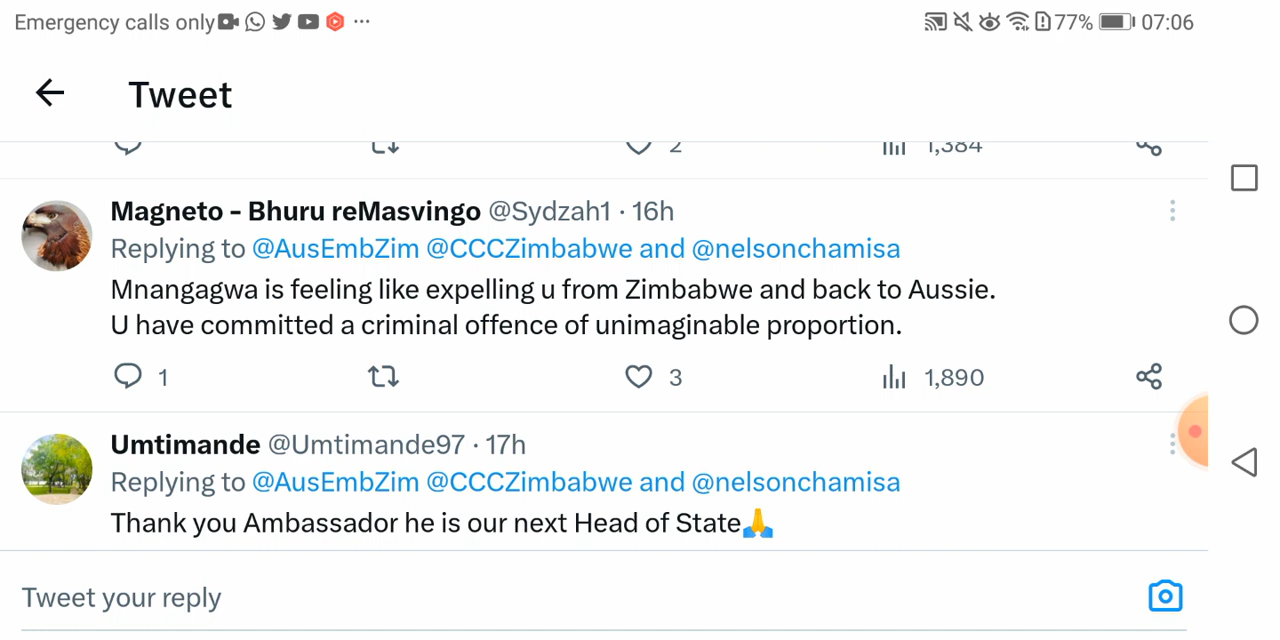 Emergency calls only ... 77% 07:06
Tweet
2 1,384
Magneto - Bhuru reMasvingo @Sydzah1 · 16h
Replying to @AusEmbZim @CCCZimbabwe and @nelsonchamisa
Mnangagwa is feeling like expelling u from Zimbabwe and back to Aussie.
U have committed a criminal offence of unimaginable proportion.
1 3 1,890
Umtimande @Umtimande97 · 17h
Replying to @AusEmbZim @CCCZimbabwe and @nelsonchamisa
Thank you Ambassador he is our next Head of State🙏
Tweet your reply